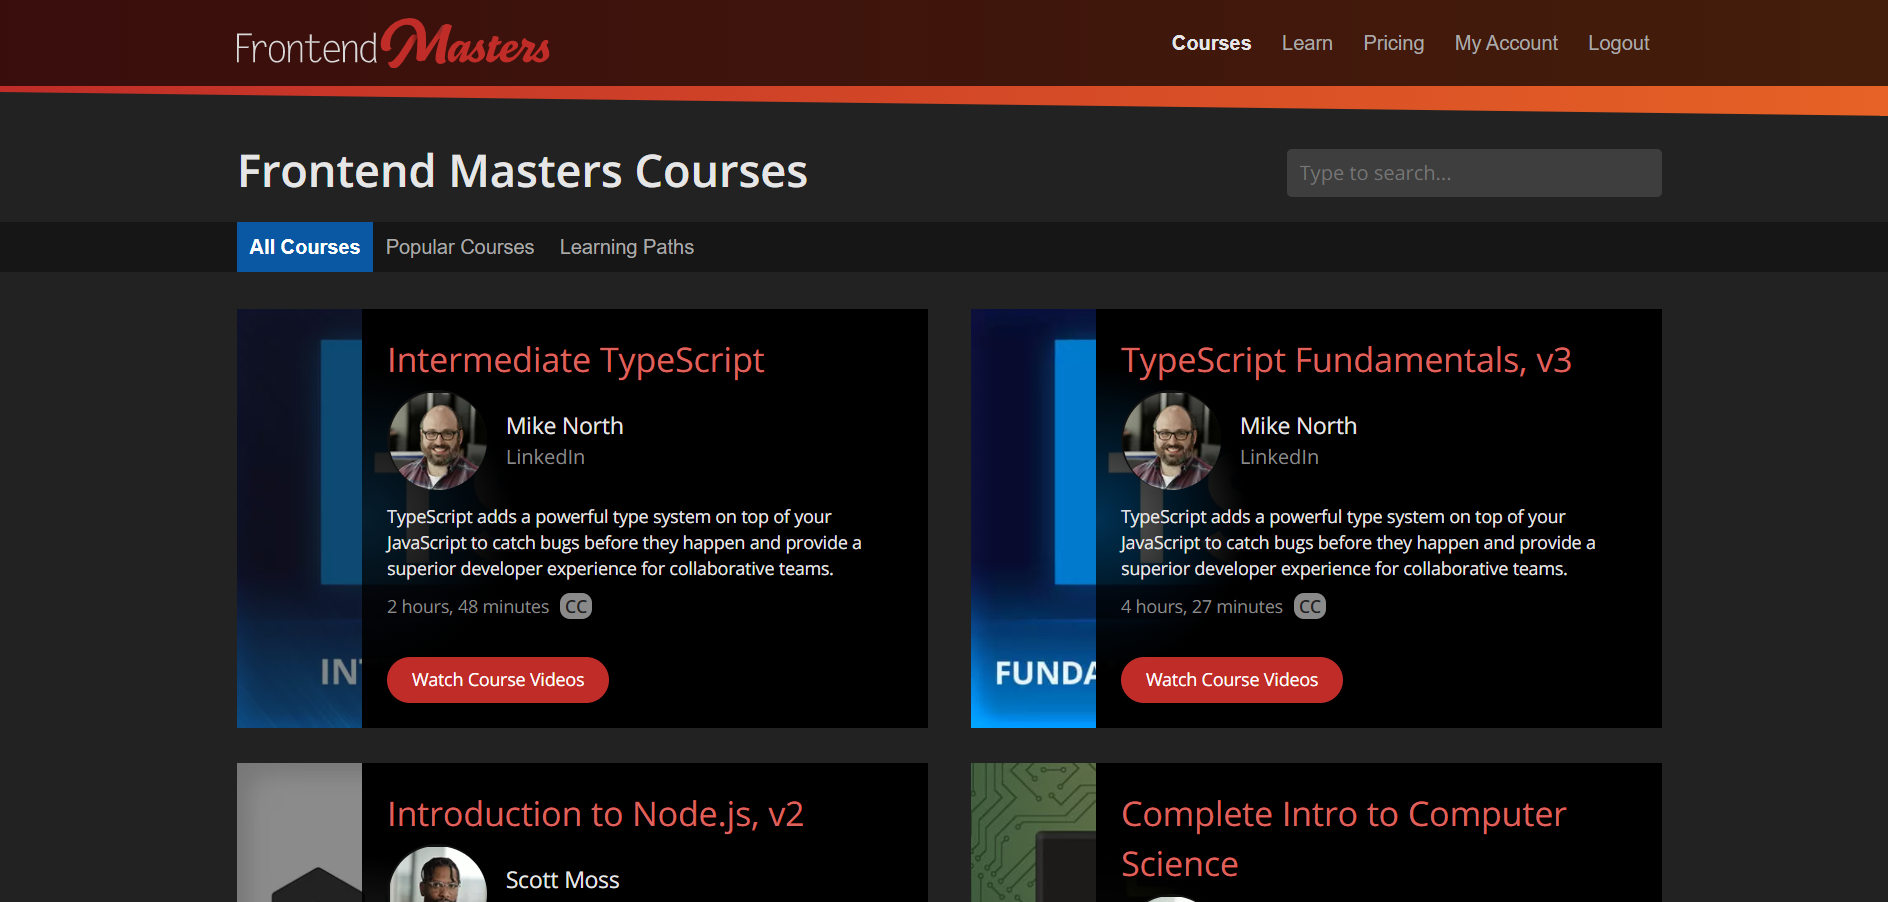 Frontend Masters
Courses Learn Pricing My Account Logout
Frontend Masters Courses
Type to search...
All Courses Popular Courses Learning Paths
Intermediate TypeScript
Mike North
LinkedIn
TypeScript adds a powerful type system on top of your
JavaScript to catch bugs before they happen and provide a
superior developer experience for collaborative teams.
2 hours, 48 minutes CC
INT
Watch Course Videos
TypeScript Fundamentals, v3
Mike North
LinkedIn
TypeScript adds a powerful type system on top of your
JavaScript to catch bugs before they happen and provide a
superior developer experience for collaborative teams.
4 hours, 27 minutes CC
FUNDA
Watch Course Videos
Introduction to Node.js, v2
Scott Moss
Complete Intro to Computer
Science